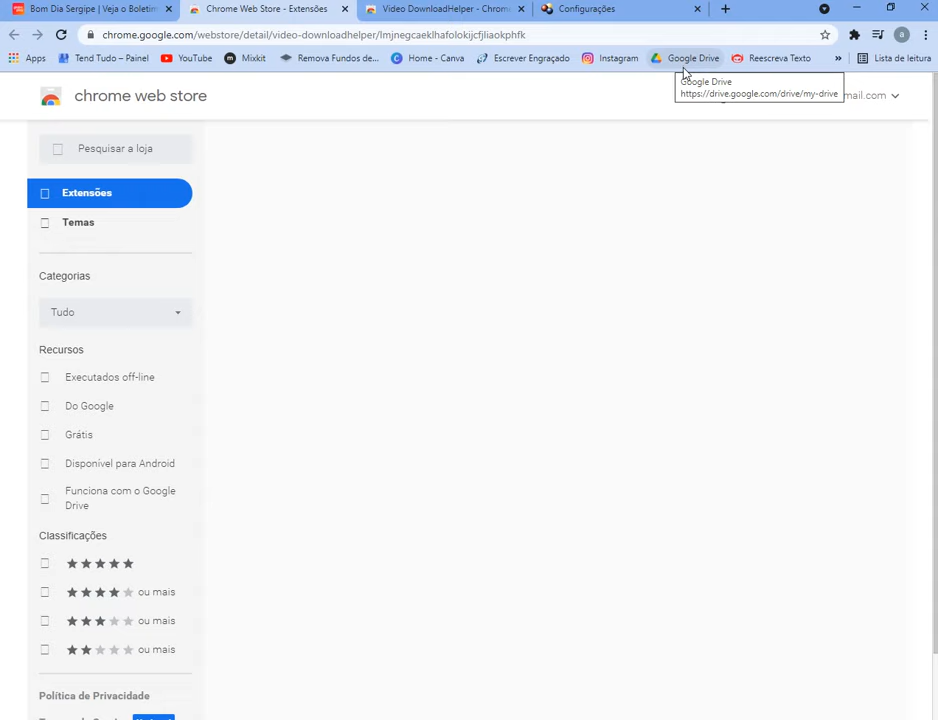 Bom Dia Sergipe | Veja o Boletim
Chrome Web Store - Extensões
Video DownloadHelper - Chrome
Configurações
chrome.google.com/webstore/detail/video-downloadhelper/lmjnegcaeklhafolokijcfjliaokphfk
Apps
Tend Tudo – Painel
YouTube
Mixkit
Remova Fundos de...
Home - Canva
Escrever Engraçado
Instagram
Google Drive
Reescreva Texto
»
Lista de leitura
a
chrome web store
Google Drive
https://drive.google.com/drive/my-drive
mail.com
Pesquisar a loja
Extensões
Temas
Categorias
Tudo
Recursos
Executados off-line
Do Google
Grátis
Disponível para Android
Funciona com o Google
Drive
Classificações
ou mais
ou mais
ou mais
Política de Privacidade